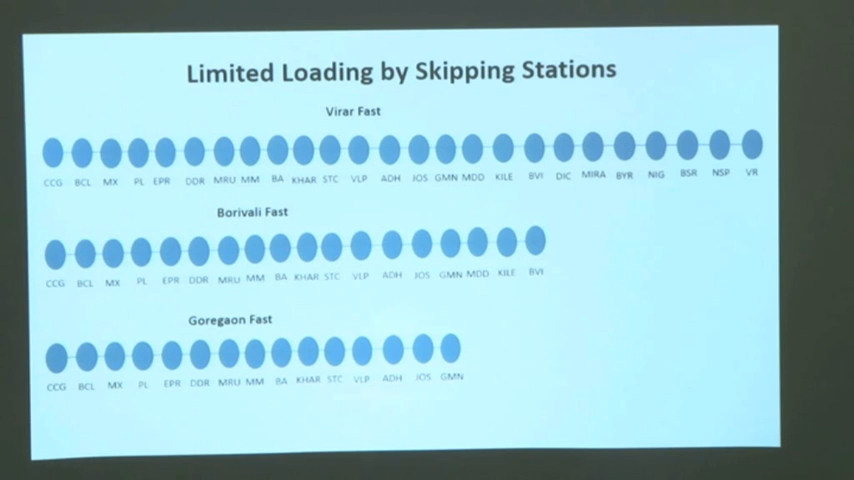 Limited Loading by Skipping Stations
Virar Fast
CCG BCL MX PL EPR DDR MRU MM BA KHAR STC VLP ADH JOS GMN MDD KILE BVI DIC MIRA BYR NIG BSR NSP VR
Borivali Fast
CCG BCL MX PL EPR DDR MRU MM BA KHAR STC VLP ADH JOS GMN MDD KILE BVI
Goregaon Fast
CCG BCL MX PL EPR DDR MRU MM BA KHAR STC VLP ADH JOS GMN